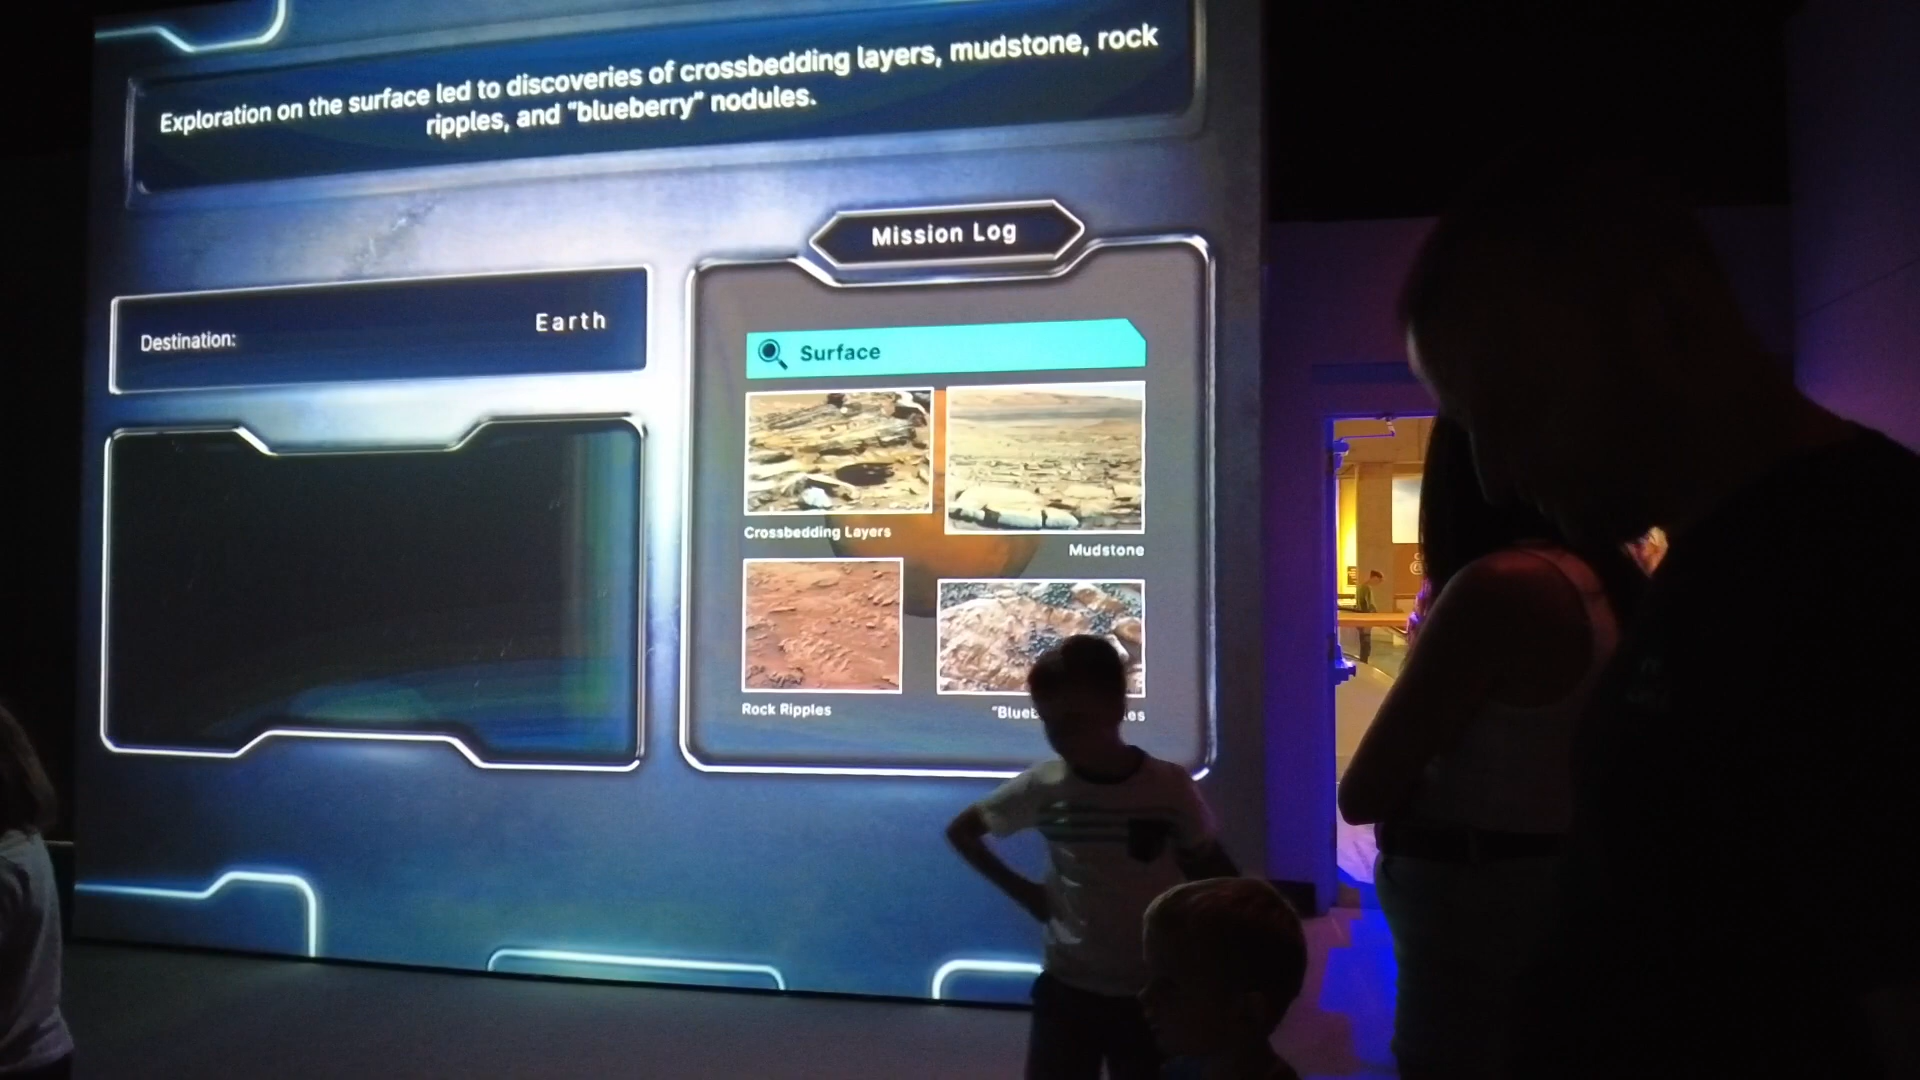 Exploration on the surface led to discoveries of crossbedding layers, mudstone, rock
ripples, and “blueberry” nodules.
Mission Log
Destination:
Earth
Surface
Crossbedding Layers
Mudstone
Rock Ripples